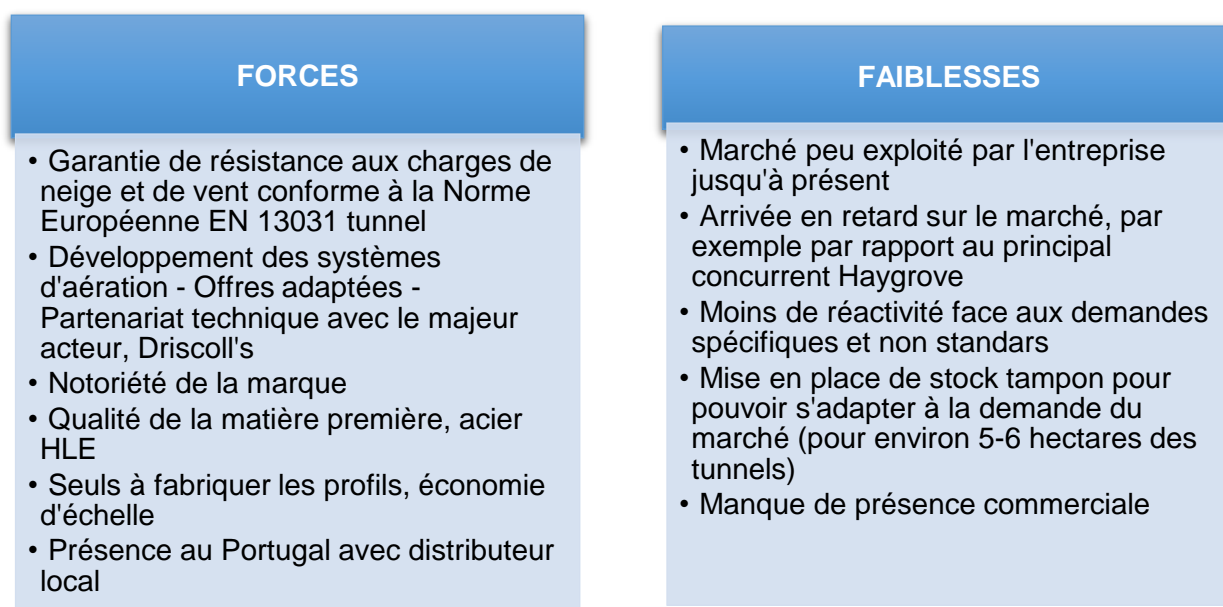 FORCES
• Garantie de résistance aux charges de
neige et de vent conforme à la Norme
Européenne EN 13031 tunnel
• Développement des systèmes
d'aération - Offres adaptées -
Partenariat technique avec le majeur
acteur, Driscoll's
• Notoriété de la marque
• Qualité de la matière première, acier
HLE
• Seuls à fabriquer les profils, économie
d'échelle
• Présence au Portugal avec distributeur
local
FAIBLESSES
• Marché peu exploité par l'entreprise
jusqu'à présent
• Arrivée en retard sur le marché, par
exemple par rapport au principal
concurrent Haygrove
• Moins de réactivité face aux demandes
spécifiques et non standars
• Mise en place de stock tampon pour
pouvoir s'adapter à la demande du
marché (pour environ 5-6 hectares des
tunnels)
• Manque de présence commerciale